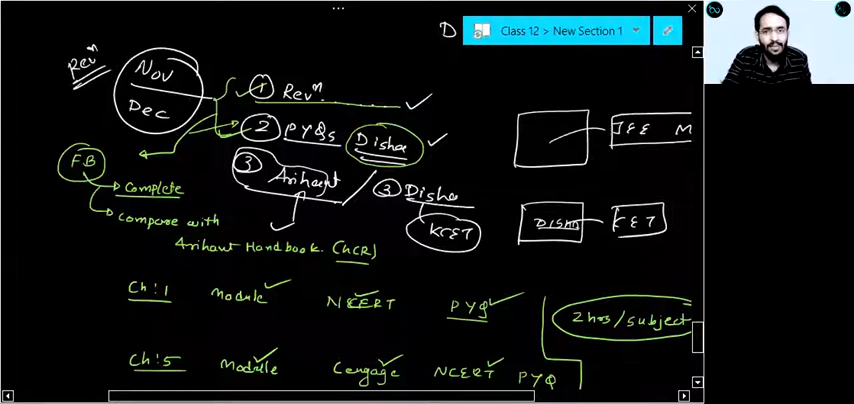 D
Class 12 > New Section 1
Revⁿ
Nov
Dec
1 Revⁿ.
2 PYQs Disha
JEE M
FB
3 Arihant
3 Disha
Complete
KCET
DISHA
KET
Compare with
Arihant Handbook. (hCR)
Ch:1 Module NCERT PYQ
2 hrs/subject
Ch:5 Module Cengage NCERT PYQ